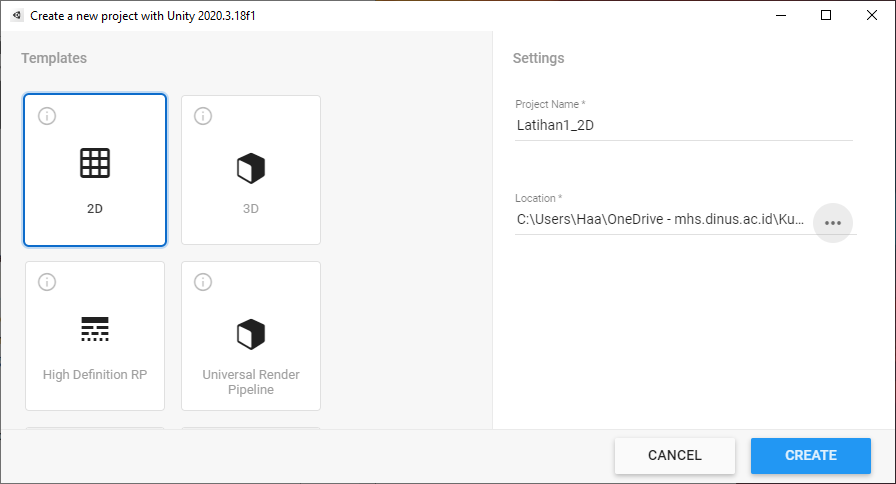 Create a new project with Unity 2020.3.18f1
Templates
2D
3D
High Definition RP
Universal Render
Pipeline
Settings
Project Name *
Latihan1_2D
Location *
C:\Users\Haa\OneDrive - mhs.dinus.ac.id\Ku...
CANCEL
CREATE